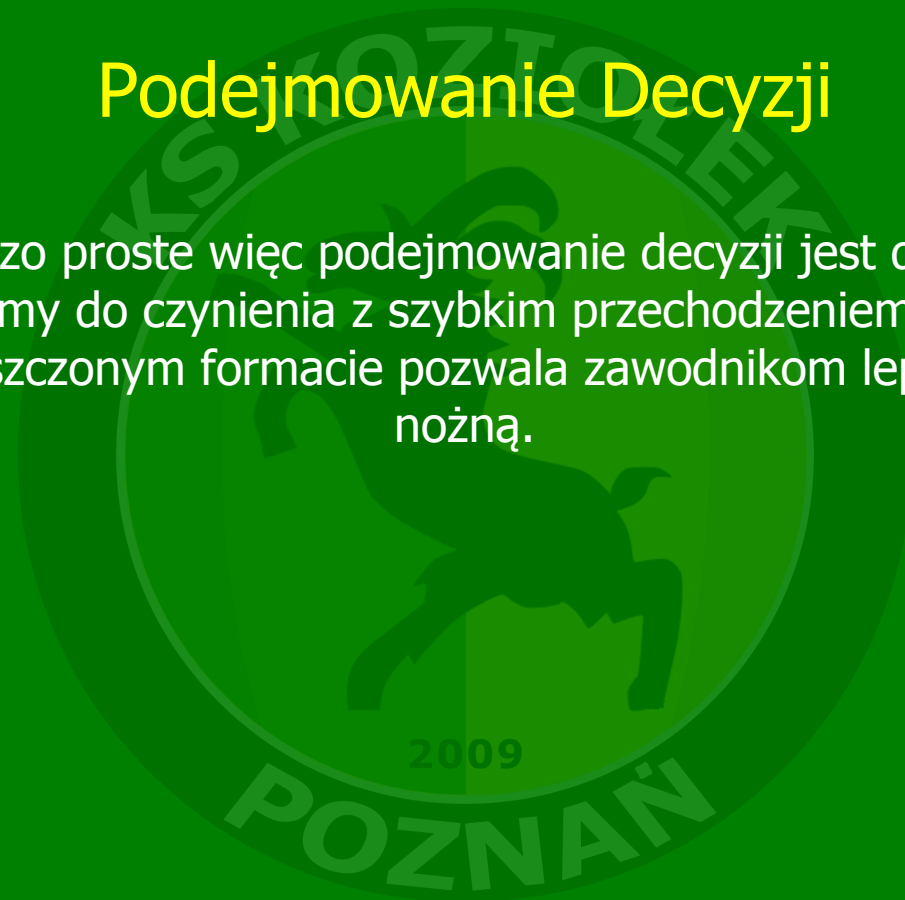 Podejmowanie Decyzji
KS KOZIOŁEK
zo proste więc podejmowanie decyzji jest
my do czynienia z szybkim przechodzeniem
szczonym formacie pozwala zawodnikom lep
nożną.
2009
POZNAŃ